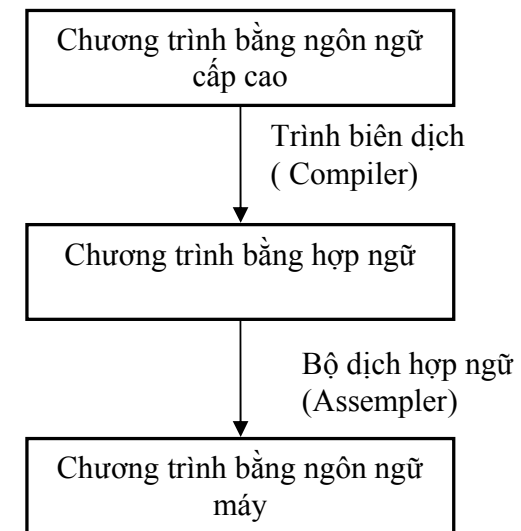 Chương trình bằng ngôn ngữ
cấp cao
Trình biên dịch
( Compiler)
Chương trình bằng hợp ngữ
Bộ dịch hợp ngữ
(Assempler)
Chương trình bằng ngôn ngữ
máy